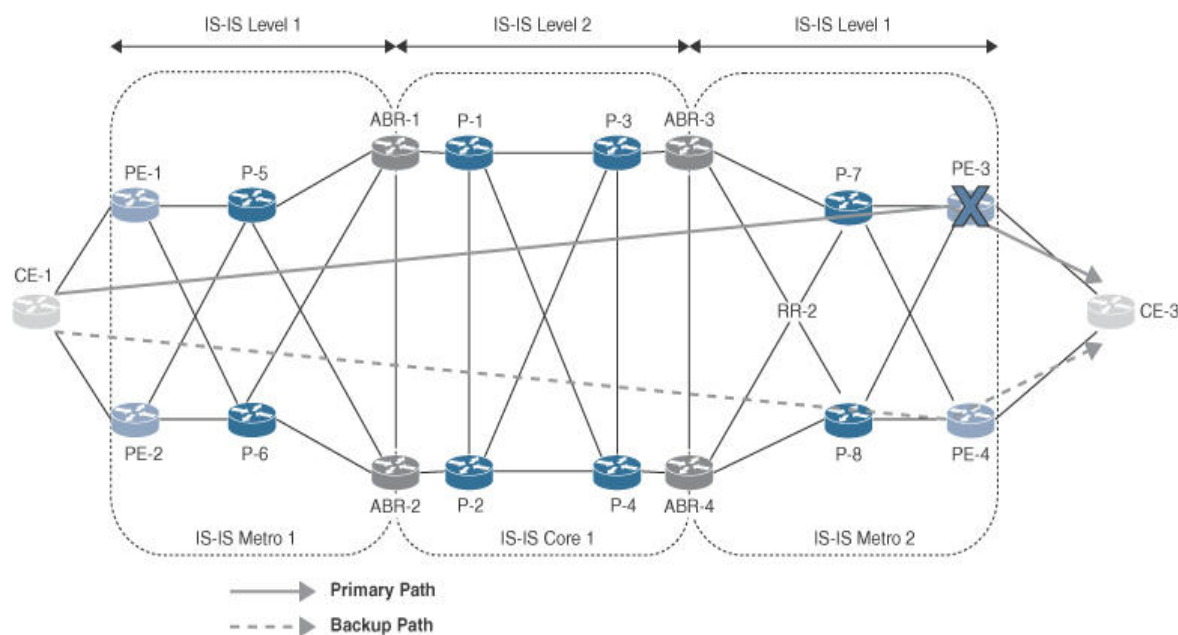 IS-IS Level 1
IS-IS Level 2
IS-IS Level 1
ABR-1
P-1
P-3
ABR-3
PE-1
P-5
P-7
PE-3
X
CE-1
RR-2
CE-3
PE-2
P-6
P-8
PE-4
ABR-2
P-2
P-4
ABR-4
IS-IS Metro 1
IS-IS Core 1
IS-IS Metro 2
Primary Path
Backup Path